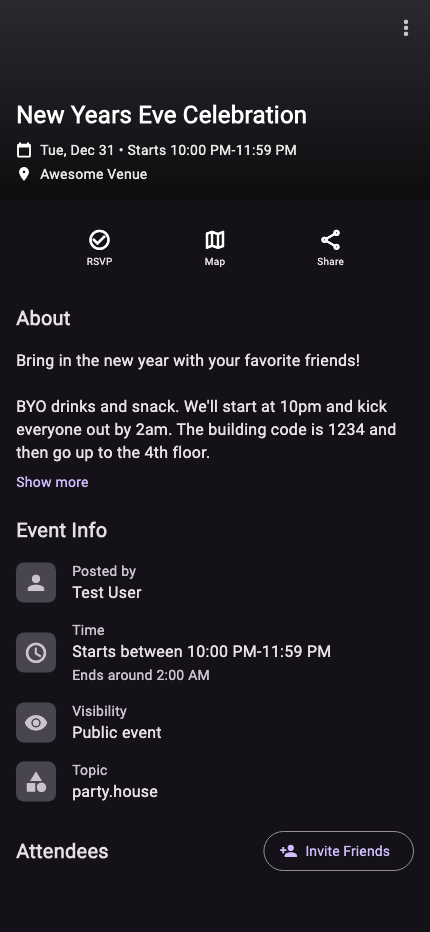 New Years Eve Celebration
Tue, Dec 31 • Starts 10:00 PM-11:59 PM
Awesome Venue
RSVP
Map
Share
About
Bring in the new year with your favorite friends!
BYO drinks and snack. We'll start at 10pm and kick
everyone out by 2am. The building code is 1234 and
then go up to the 4th floor.
Show more
Event Info
Posted by
Test User
Time
Starts between 10:00 PM-11:59 PM
Ends around 2:00 AM
Visibility
Public event
Topic
party.house
Attendees
Invite Friends